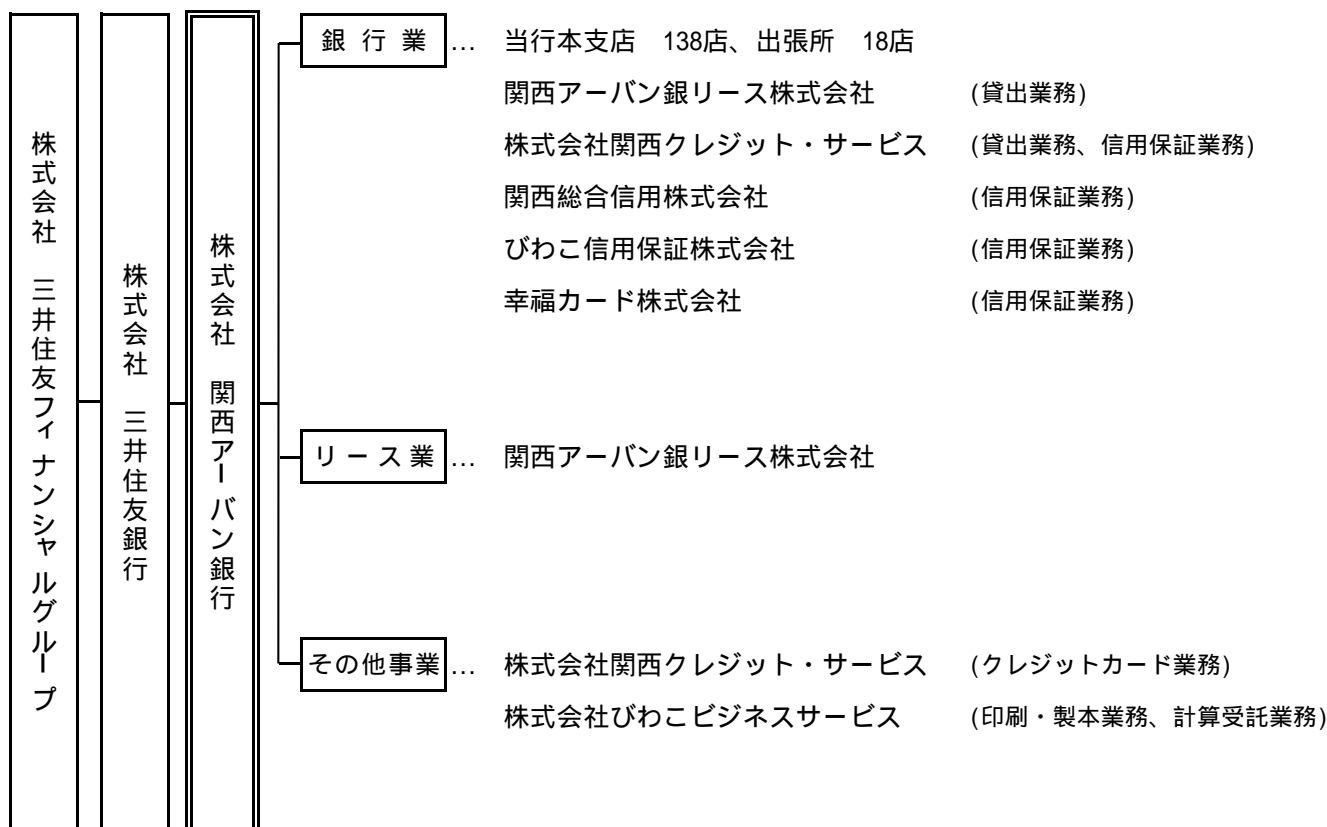 株式会社　三井住友フィナンシャルグループ
株式会社　三井住友銀行
株式会社　関西アーバン銀行
銀行業 … 当行本支店　138店、出張所　18店
関西アーバン銀リース株式会社 (貸出業務)
株式会社関西クレジット・サービス (貸出業務、信用保証業務)
関西総合信用株式会社 (信用保証業務)
びわこ信用保証株式会社 (信用保証業務)
幸福カード株式会社 (信用保証業務)
リース業 … 関西アーバン銀リース株式会社
その他事業 … 株式会社関西クレジット・サービス (クレジットカード業務)
株式会社びわこビジネスサービス (印刷・製本業務、計算受託業務)